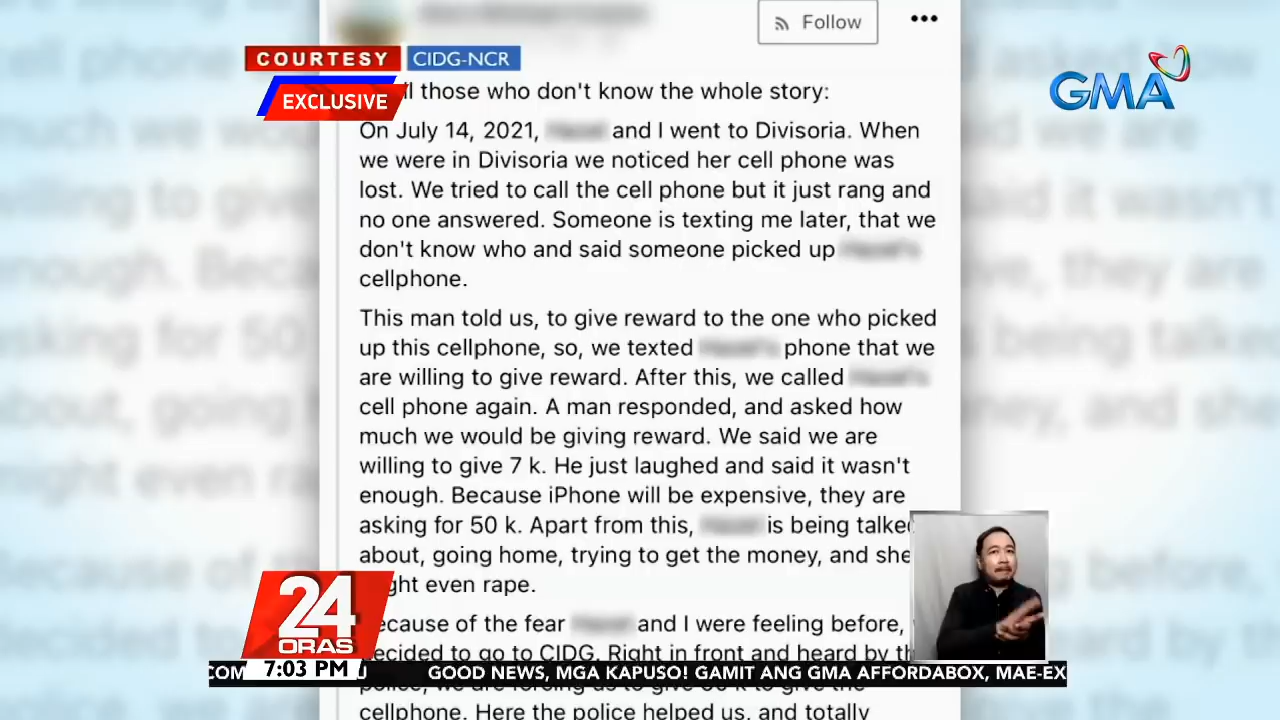 Follow
COURTESY CIDG-NCR
EXCLUSIVE
GMA
those who don't know the whole story:
On July 14, 2021, and I went to Divisoria. When
we were in Divisoria we noticed her cell phone was
lost. We tried to call the cell phone but it just rang and
no one answered. Someone is texting me later, that we
don't know who and said someone picked up
cellphone.
This man told us, to give reward to the one who picked
up this cellphone, so, we texted phone that we
are willing to give reward. After this, we called
cell phone again. A man responded, and asked how
much we would be giving reward. We said we are
willing to give 7 k. He just laughed and said it wasn't
enough. Because iPhone will be expensive, they are
asking for 50 k. Apart from this, is being talked
about, going home, trying to get the money, and she
even rape.
because of the fear and I were feeling before,
decided to go to CIDG. Right in front and heard by
24
ORAS
7:03 PM
GOOD NEWS, MGA KAPUSO! GAMIT ANG GMA AFFORDABOX, MAE-EX
cellphone. Here the police helped us, and totally